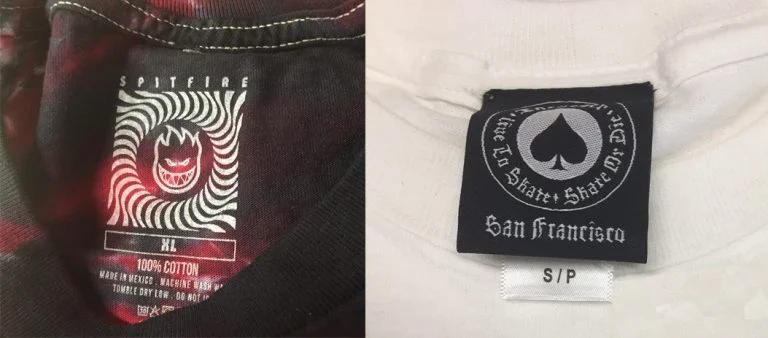 SPITFIRE
XL
100% COTTON
MADE IN MEXICO . MACHINE WASH
TUMBLE DRY LOW . DO NOT
Live To Skate • Skate Or Die
San Francisco
S/P